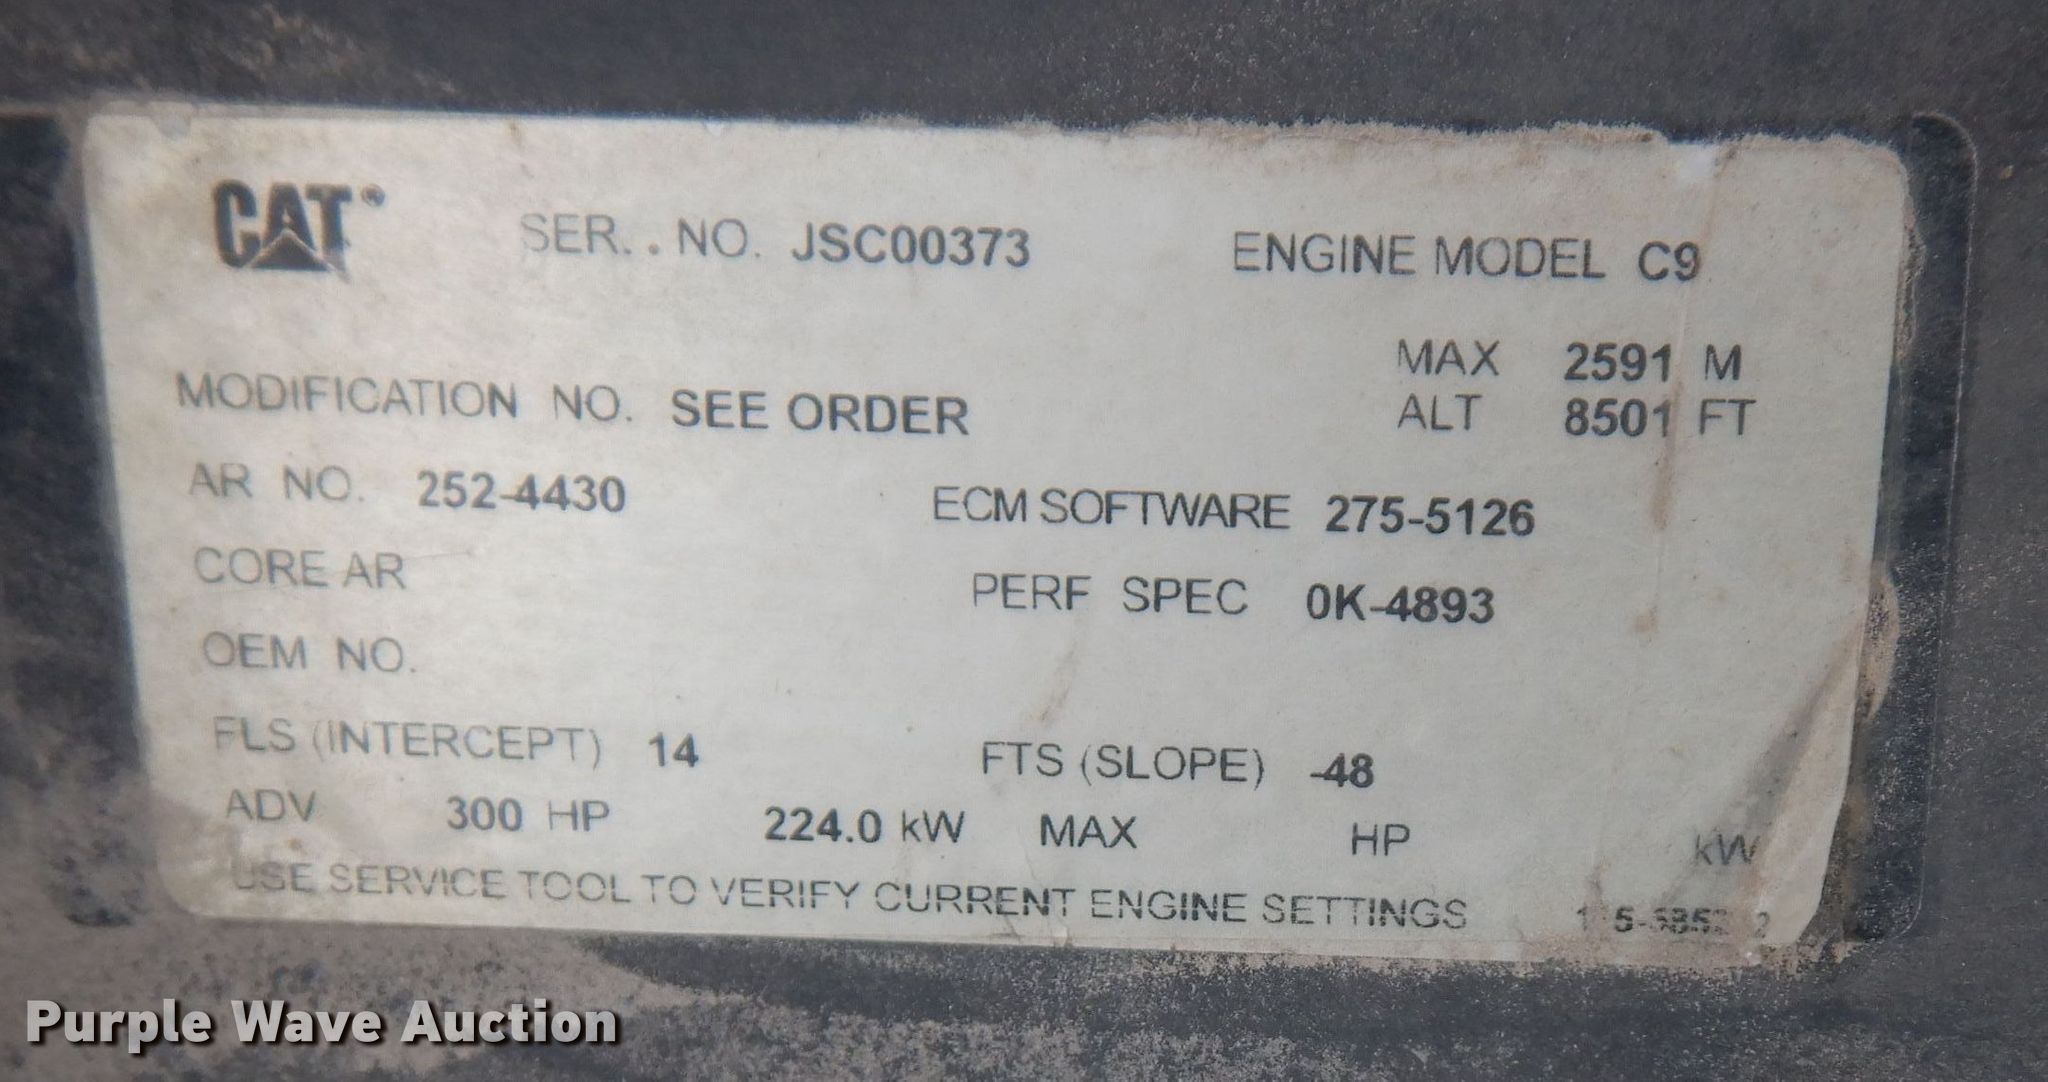 CAT® SER. . NO. JSC00373 ENGINE MODEL C9
MAX 2591 M
MODIFICATION NO. SEE ORDER ALT 8501 FT
AR NO. 252-4430 ECM SOFTWARE 275-5126
CORE AR PERF SPEC 0K-4893
OEM NO.
FLS (INTERCEPT) 14 FTS (SLOPE) -48
ADV 300 HP 224.0 kW MAX HP kW
USE SERVICE TOOL TO VERIFY CURRENT ENGINE SETTINGS
Purple Wave Auction